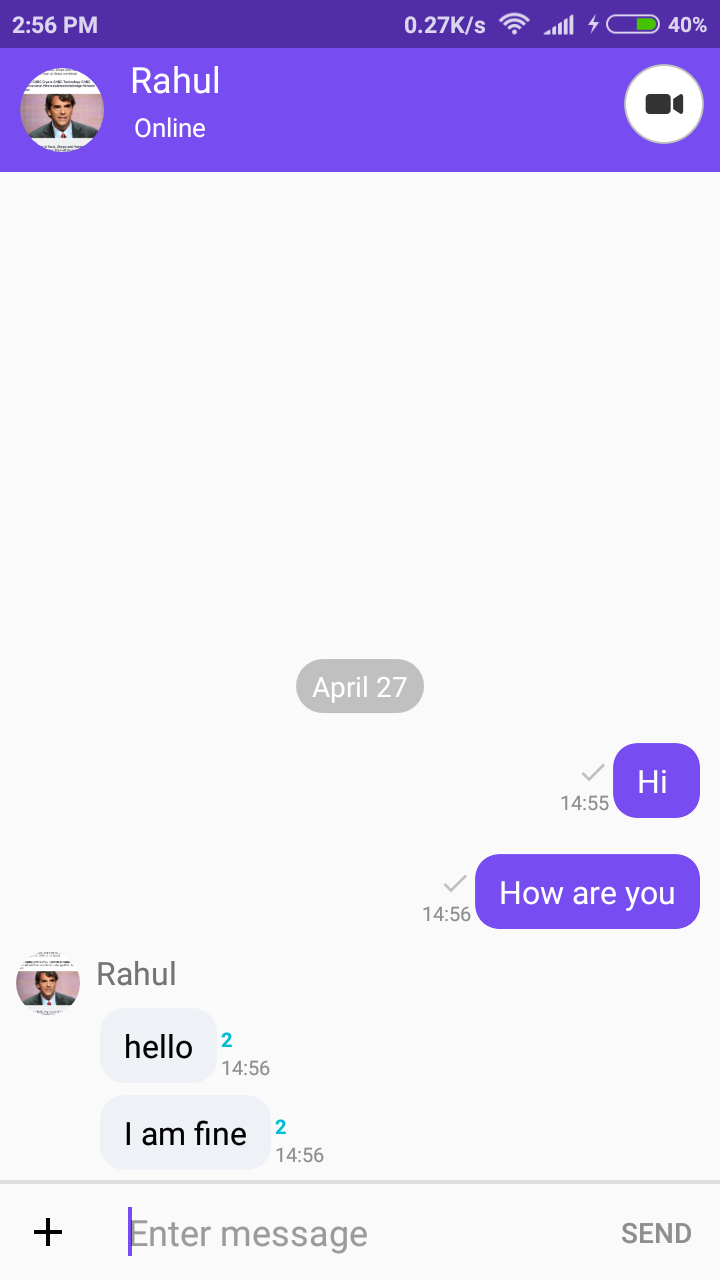 2:56 PM 0.27K/s 40%
Rahul
Online
April 27
Hi
14:55
How are you
14:56
Rahul
hello
2
14:56
I am fine
2
14:56
Enter message SEND